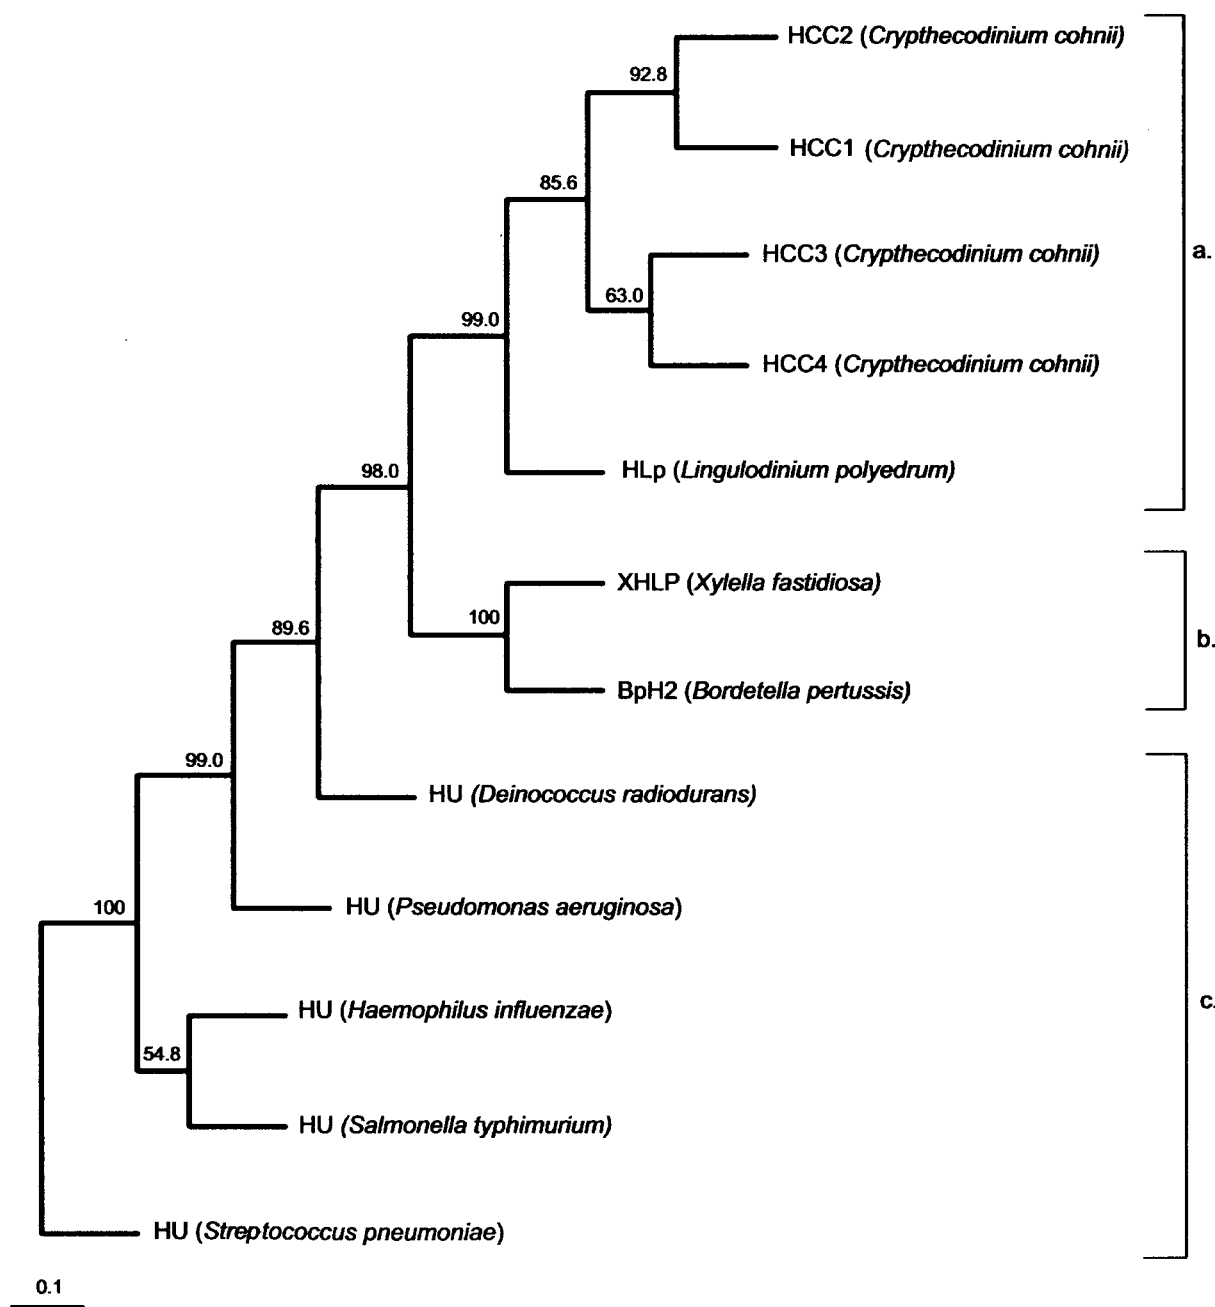 HCC2 (Crypthecodinium cohnii)
92.8
HCC1 (Crypthecodinium cohnii)
85.6
HCC3 (Crypthecodinium cohnii)
a.
63.0
99.0
HCC4 (Crypthecodinium cohnii)
HLp (Lingulodinium polyedrum)
98.0
XHLP (Xylella fastidiosa)
100
89.6
b.
BpH2 (Bordetella pertussis)
99.0
HU (Deinococcus radiodurans)
100
HU (Pseudomonas aeruginosa)
HU (Haemophilus influenzae)
c.
54.8
HU (Salmonella typhimurium)
HU (Streptococcus pneumoniae)
0.1